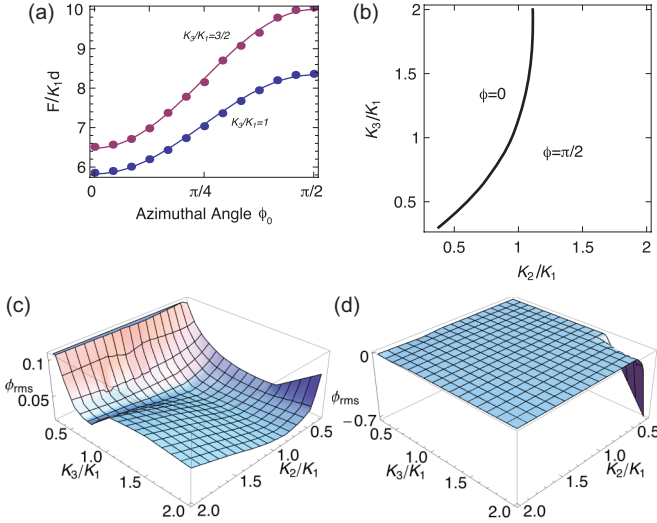 (a)
F/K₁d
10
9
8
7
6
K₃/K₁=3/2
K₃/K₁=1
0
π/4
π/2
Azimuthal Angle ϕ₀
(b)
K₃/K₁
2
1.5
1
0.5
ϕ=0
ϕ=π/2
0.5
1
1.5
2
K₂/K₁
(c)
0.1
ϕrms
0.05
0.5
K₃/K₁
1.0
1.5
2.0
0.5
1.0
K₂/K₁
1.5
2.0
(d)
0
ϕrms
−0.7
0.5
K₃/K₁
1.0
1.5
2.0
0.5
1.0
K₂/K₁
1.5
2.0